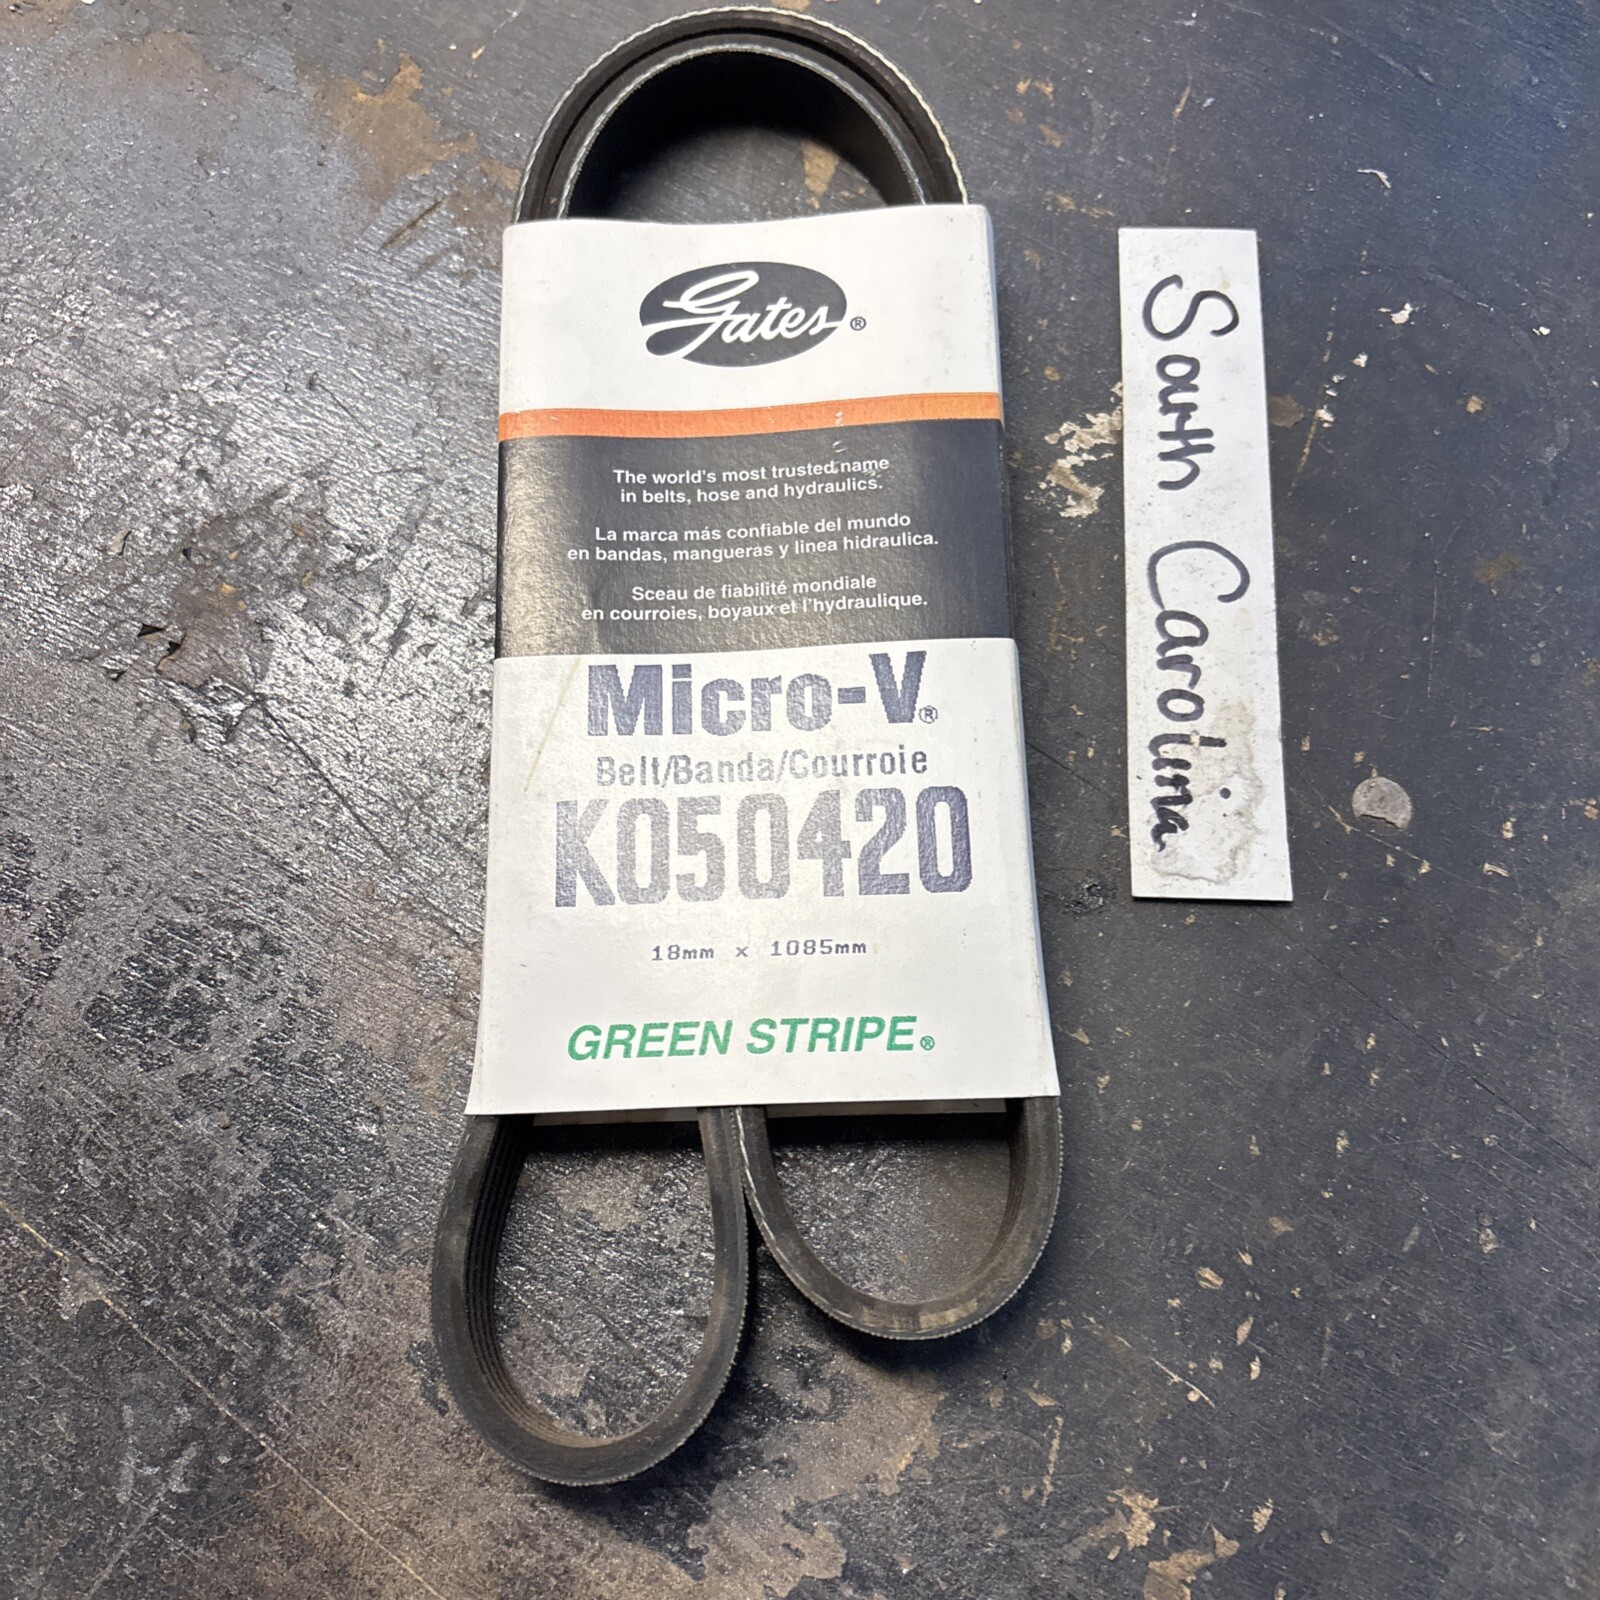 Gates®
The world's most trusted name
in belts, hose and hydraulics.
La marca más confiable del mundo
en bandas, mangueras y linea hidraulica.
Sceau de fiabilité mondiale
en courroies, boyaux et l'hydraulique.
Micro-V®
Belt/Banda/Courroie
K050420
18mm x 1085mm
GREEN STRIPE®
South Carolina